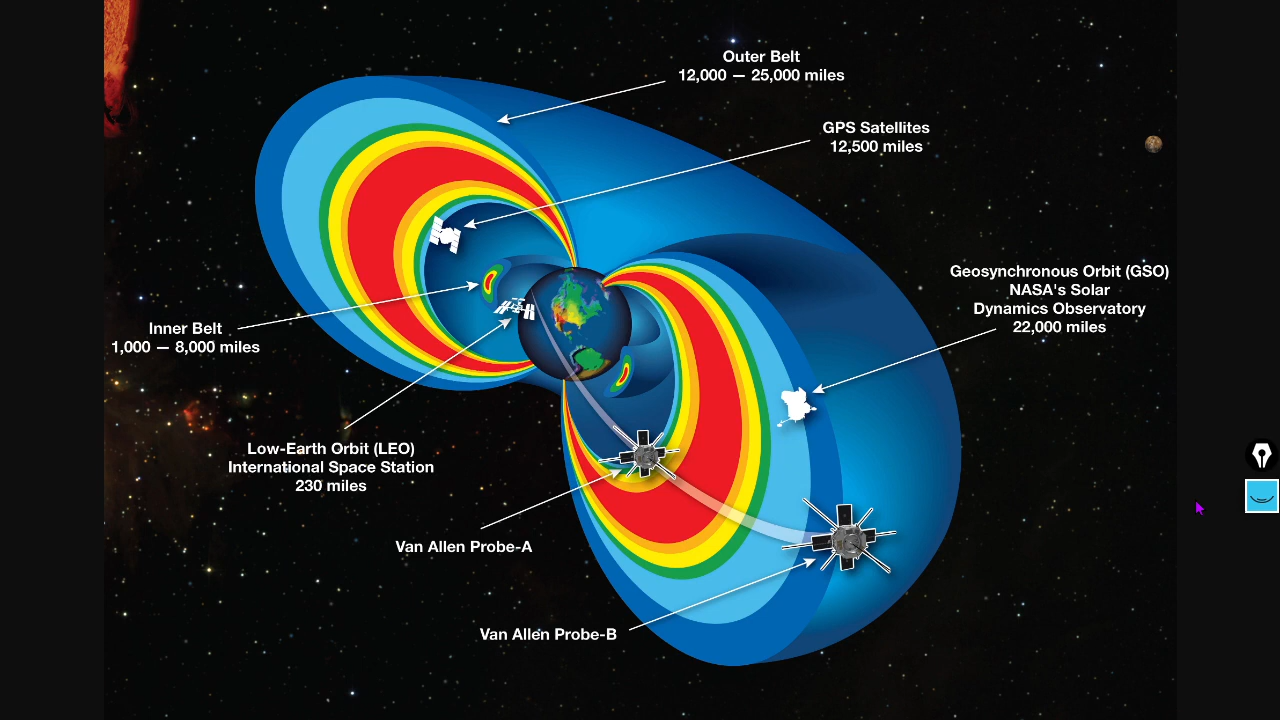 Outer Belt
12,000 — 25,000 miles
GPS Satellites
12,500 miles
Geosynchronous Orbit (GSO)
NASA's Solar
Dynamics Observatory
22,000 miles
Inner Belt
1,000 — 8,000 miles
Low-Earth Orbit (LEO)
International Space Station
230 miles
Van Allen Probe-A
Van Allen Probe-B